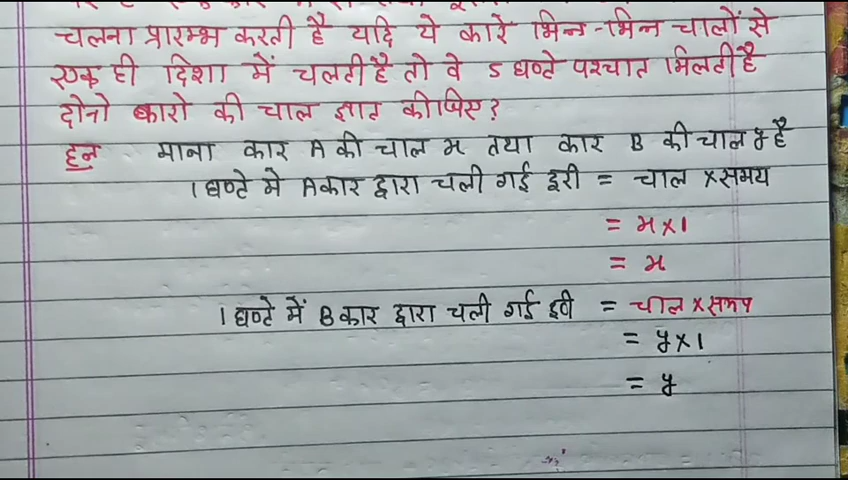 चलना प्रारम्भ करती है यदि ये कारें भिन्न-भिन्न चालों से
एक ही दिशा में चलती है तो वे 5 घण्टे पश्चात मिलती है
दोनो कारो की चाल ज्ञात कीजिए?
हल माना कार A की चाल x तथा कार B की चाल y है
1 घण्टे मे A कार द्वारा चली गई दूरी = चाल × समय
= x × 1
= x
1 घण्टे में B कार द्वारा चली गई दूरी = चाल × समय
= y × 1
= y